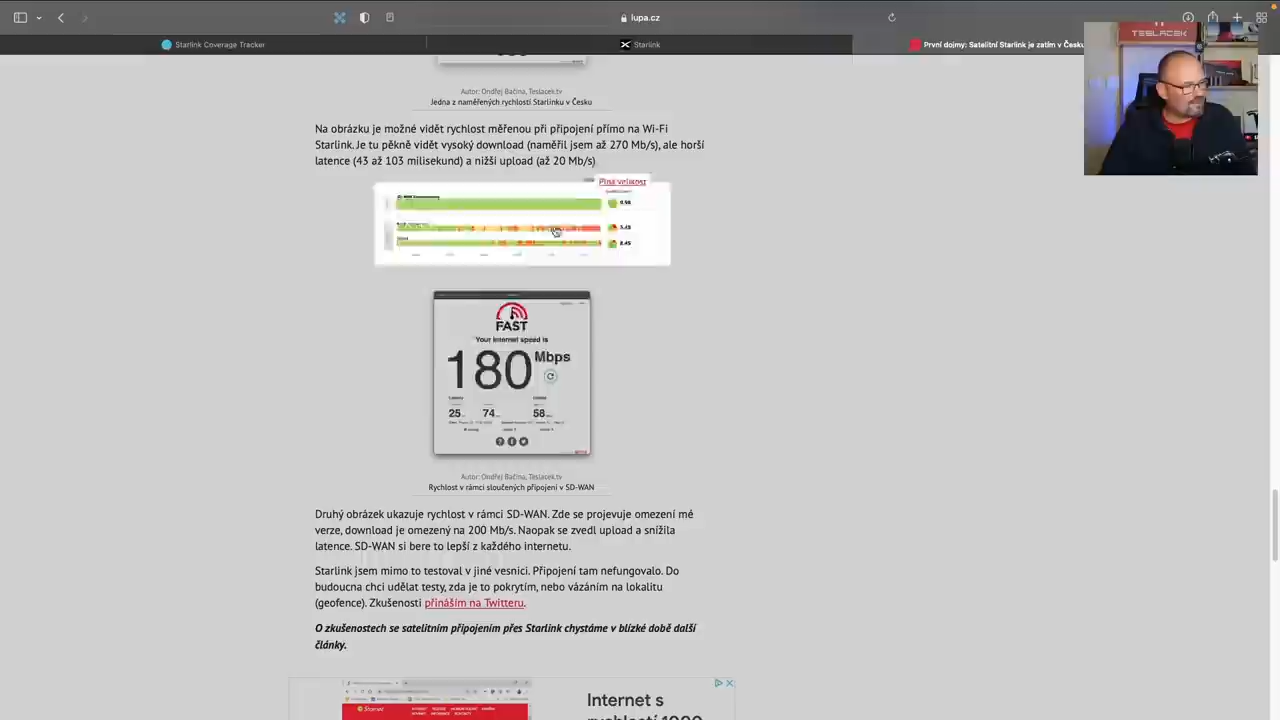 lupa.cz
Starlink Coverage Tracker
Starlink
První dojmy: Satelitní Starlink je zatím v Česku
TESLACEK
Autor: Ondřej Bačina, Teslacek.tv
Jedna z naměřených rychlostí Starlinku v Česku
Na obrázku je možné vidět rychlost měřenou při připojení přímo na Wi-Fi
Starlink. Je tu pěkně vidět vysoký download (naměřil jsem až 270 Mb/s), ale horší
latence (43 až 103 milisekund) a nižší upload (až 20 Mb/s)
Plná velikost
9.98
8.45
FAST
Your Internet speed is
180 Mbps
25 74 58
Autor: Ondřej Bačina, Teslacek.tv
Rychlost v rámci sloučených připojení v SD-WAN
Druhý obrázek ukazuje rychlost v rámci SD-WAN. Zde se projevuje omezení mé
verze, download je omezený na 200 Mb/s. Naopak se zvedl upload a snížila
latence. SD-WAN si bere to lepší z každého internetu.
Starlink jsem mimo to testoval v jiné vesnici. Připojení tam nefungovalo. Do
budoucna chci udělat testy, zda je to pokrytím, nebo vázáním na lokalitu
(geofence). Zkušenosti přináším na Twitteru.
O zkušenostech se satelitním připojením přes Starlink chystáme v blízké době další
články.
Starnet
Internet s
rychlostí 1000